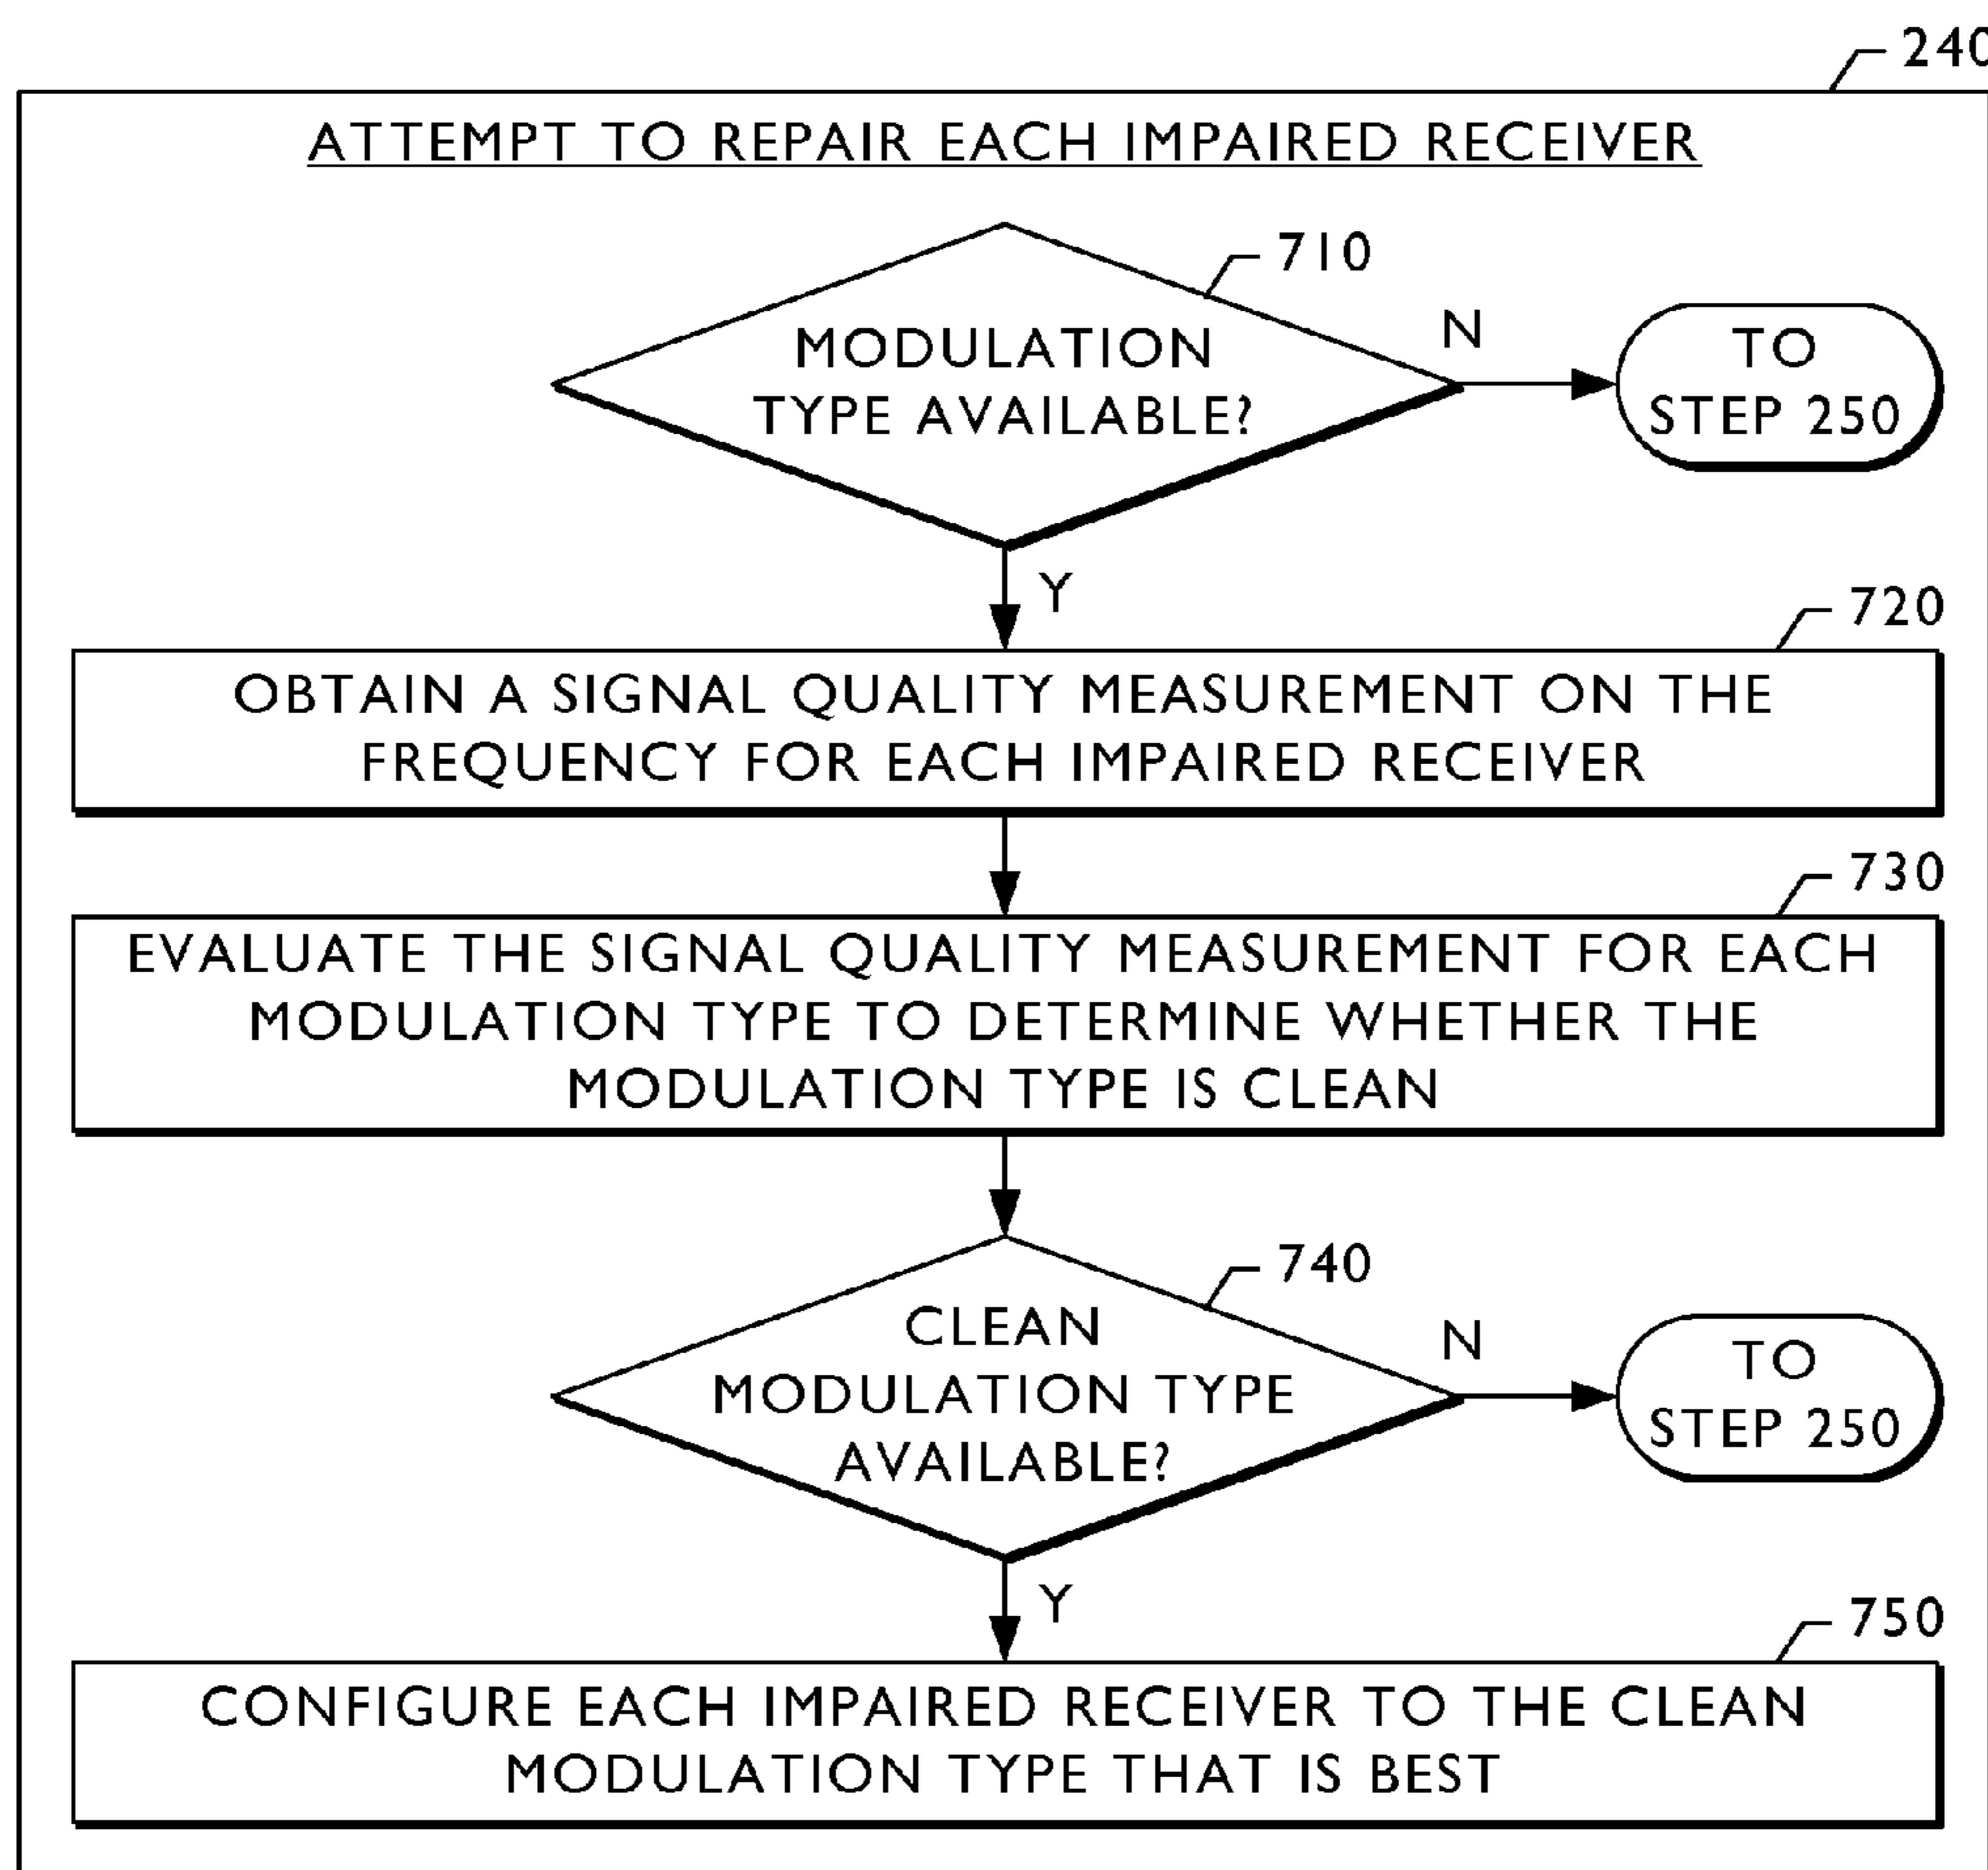 240
ATTEMPT TO REPAIR EACH IMPAIRED RECEIVER
710
MODULATION
TYPE AVAILABLE?
N
TO
STEP 250
Y
720
OBTAIN A SIGNAL QUALITY MEASUREMENT ON THE
FREQUENCY FOR EACH IMPAIRED RECEIVER
730
EVALUATE THE SIGNAL QUALITY MEASUREMENT FOR EACH
MODULATION TYPE TO DETERMINE WHETHER THE
MODULATION TYPE IS CLEAN
740
CLEAN
MODULATION TYPE
AVAILABLE?
N
TO
STEP 250
Y
750
CONFIGURE EACH IMPAIRED RECEIVER TO THE CLEAN
MODULATION TYPE THAT IS BEST